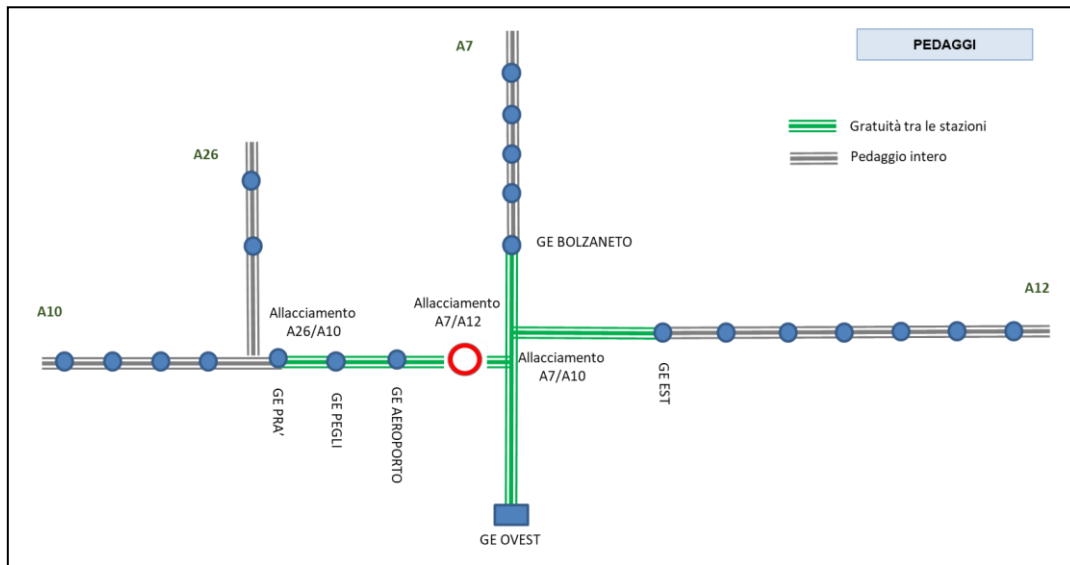 A7
PEDAGGI
Gratuità tra le stazioni
Pedaggio intero
A26
GE BOLZANETO
A10
Allacciamento
A26/A10
Allacciamento
A7/A12
A12
Allacciamento
A7/A10
GE PRA'
GE PEGLI
GE AEROPORTO
GE EST
GE OVEST